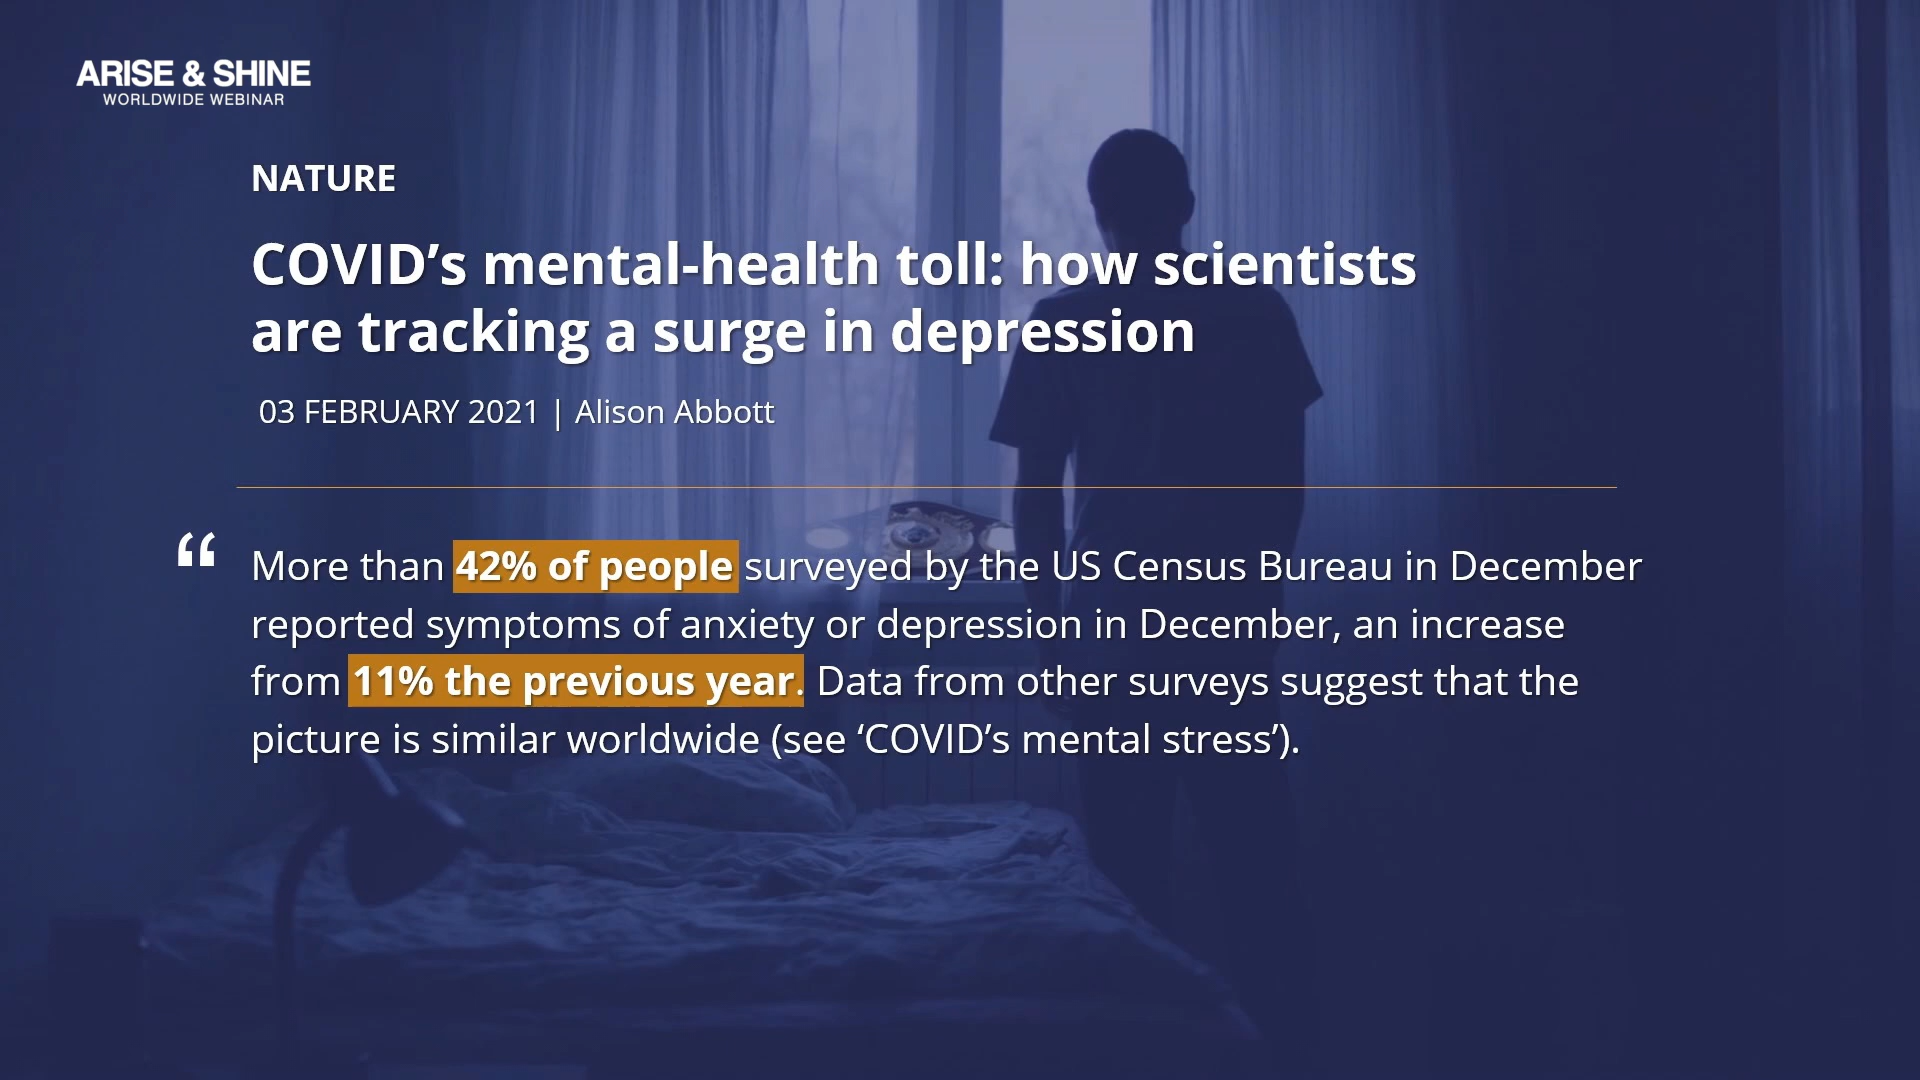 ARISE & SHINE
WORLDWIDE WEBINAR
NATURE
COVID’s mental-health toll: how scientists
are tracking a surge in depression
03 FEBRUARY 2021 | Alison Abbott
“ More than 42% of people surveyed by the US Census Bureau in December
reported symptoms of anxiety or depression in December, an increase
from 11% the previous year. Data from other surveys suggest that the
picture is similar worldwide (see ‘COVID’s mental stress’).